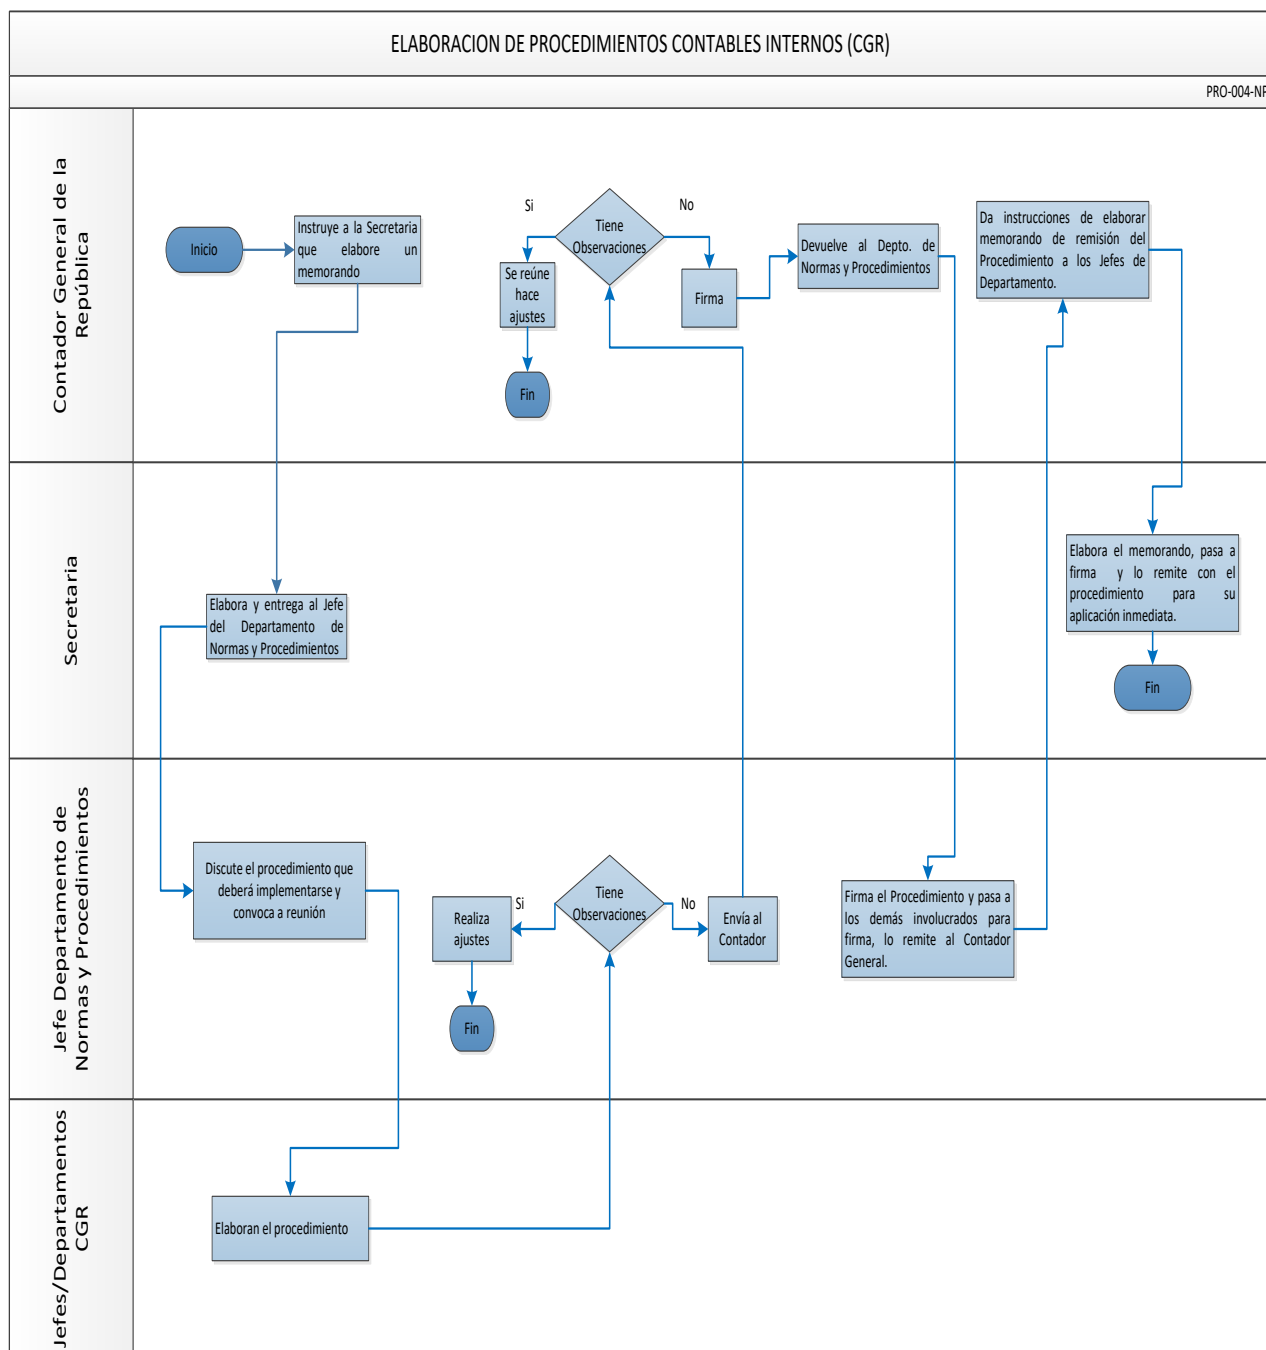 ELABORACION DE PROCEDIMIENTOS CONTABLES INTERNOS (CGR)
PRO-004-NP
Contador General de la
República
Inicio
Instruye a la Secretaria
que elabore un
memorando
Si
Tiene
Observaciones
No
Se reúne
hace
ajustes
Fin
Firma
Devuelve al Depto. de
Normas y Procedimientos
Da instrucciones de elaborar
memorando de remisión del
Procedimiento a los Jefes de
Departamento.
Secretaria
Elabora y entrega al Jefe
del Departamento de
Normas y Procedimientos
Elabora el memorando, pasa a
firma y lo remite con el
procedimiento para su
aplicación inmediata.
Fin
Jefe Departamento de
Normas y Procedimientos
Discute el procedimiento que
deberá implementarse y
convoca a reunión
Realiza
ajustes
Si
Tiene
Observaciones
No
Envía al
Contador
Fin
Firma el Procedimiento y pasa a
los demás involucrados para
firma, lo remite al Contador
General.
Jefes/Departamentos
CGR
Elaboran el procedimiento